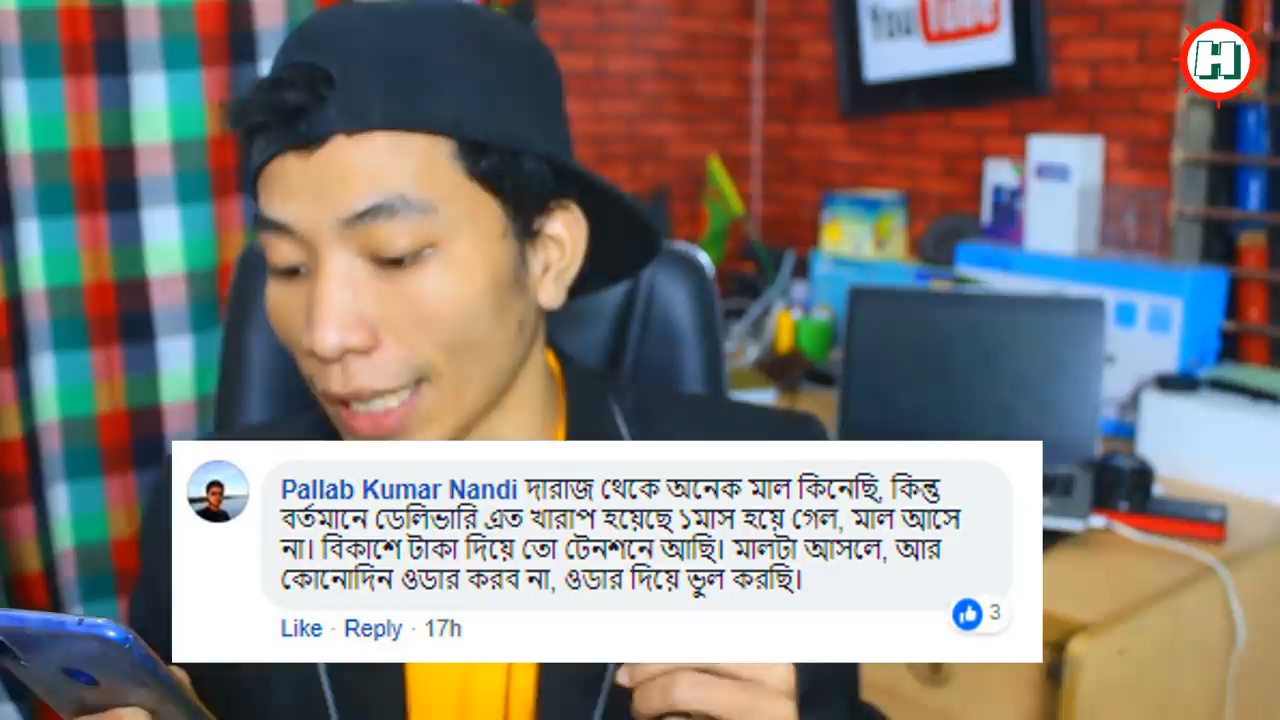 YouTube
H
Pallab Kumar Nandi দারাজ থেকে অনেক মাল কিনেছি, কিন্তু
বর্তমানে ডেলিভারি এত খারাপ হয়েছে ১মাস হয়ে গেল, মাল আসে
না। বিকাশে টাকা দিয়ে তো টেনশনে আছি। মালটা আসলে, আর
কোনোদিন ওডার করব না, ওডার দিয়ে ভুল করছি।
3
Like · Reply · 17h